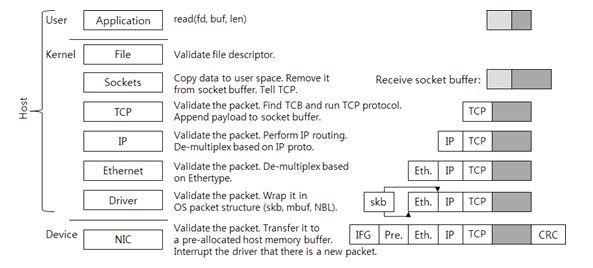 User Application read(fd, buf, len)
Kernel File Validate file descriptor.
Sockets Copy data to user space. Remove it
from socket buffer. Tell TCP. Receive socket buffer:
Host
TCP Validate the packet. Find TCB and run TCP protocol.
Append payload to socket buffer. TCP
IP Validate the packet. Perform IP routing.
De-multiplex based on IP proto. IP TCP
Ethernet Validate the packet. De-multiplex based
on Ethertype. Eth. IP TCP
Driver Validate the packet. Wrap it in
OS packet structure (skb, mbuf, NBL). skb Eth. IP TCP
Device NIC Validate the packet. Transfer it to
a pre-allocated host memory buffer. IFG Pre. Eth. IP TCP CRC
Interrupt the driver that there is a new packet.